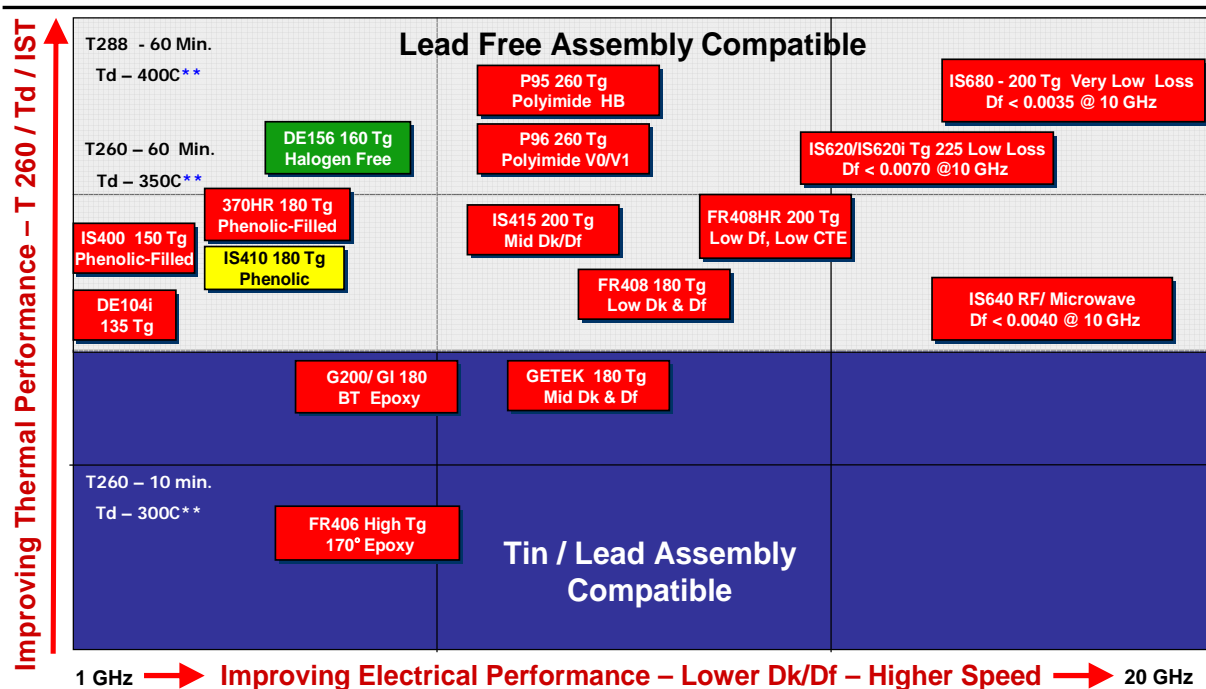 Improving Thermal Performance – T 260 / Td / IST
Lead Free Assembly Compatible
T288 - 60 Min.
Td – 400C**
P95 260 Tg
Polyimide HB
IS680 - 200 Tg Very Low Loss
Df < 0.0035 @ 10 GHz
DE156 160 Tg
Halogen Free
P96 260 Tg
Polyimide V0/V1
IS620/IS620i Tg 225 Low Loss
Df < 0.0070 @10 GHz
T260 – 60 Min.
Td – 350C**
370HR 180 Tg
Phenolic-Filled
IS415 200 Tg
Mid Dk/Df
FR408HR 200 Tg
Low Df, Low CTE
IS400 150 Tg
Phenolic-Filled
IS410 180 Tg
Phenolic
FR408 180 Tg
Low Dk & Df
IS640 RF/ Microwave
Df < 0.0040 @ 10 GHz
DE104i
135 Tg
G200/ GI 180
BT Epoxy
GETEK 180 Tg
Mid Dk & Df
T260 – 10 min.
Td – 300C**
FR406 High Tg
170° Epoxy
Tin / Lead Assembly
Compatible
1 GHz
Improving Electrical Performance – Lower Dk/Df – Higher Speed
20 GHz